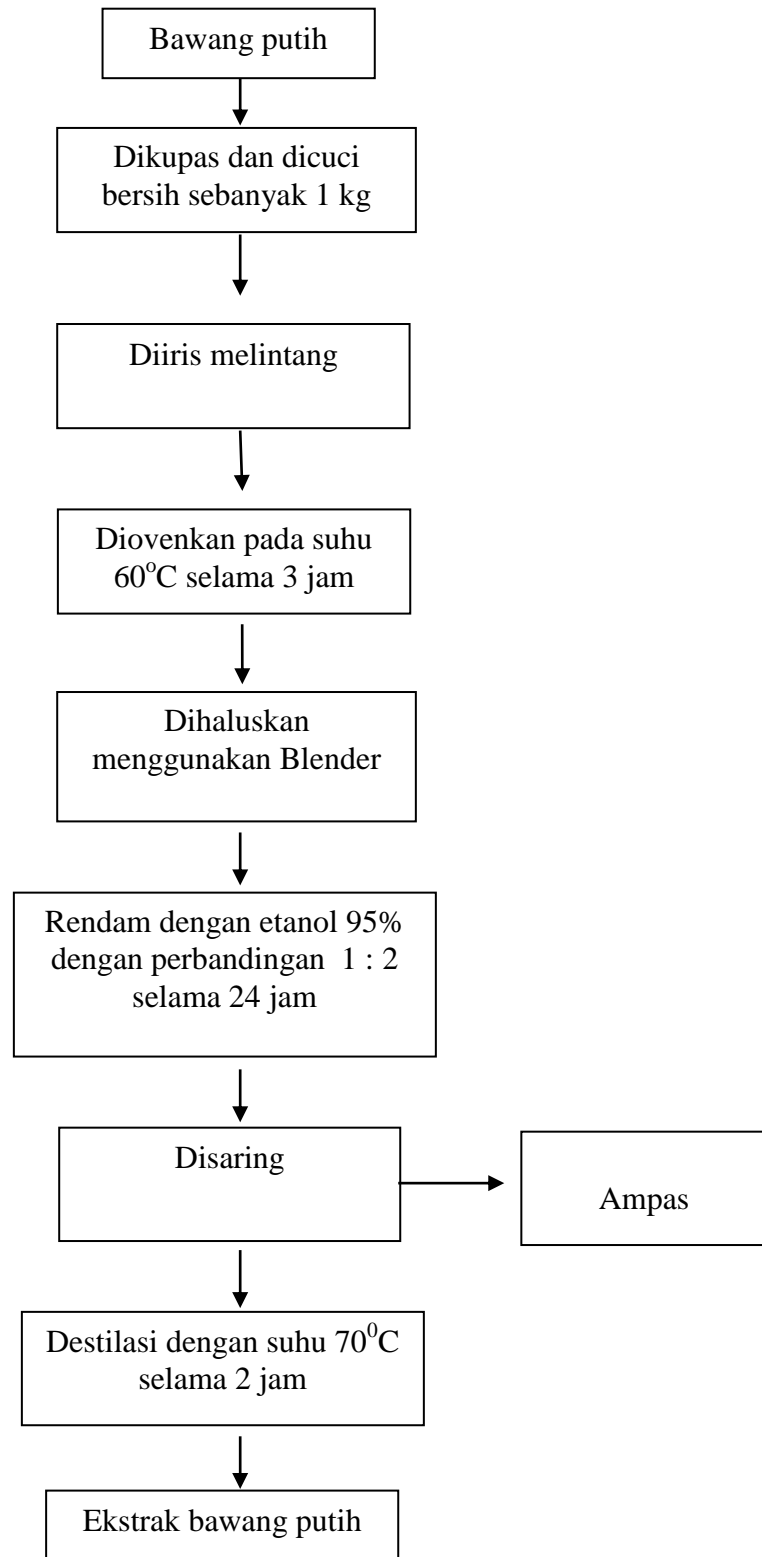 Bawang putih
Dikupas dan dicuci
bersih sebanyak 1 kg
Diiris melintang
Diovenkan pada suhu
60°C selama 3 jam
Dihaluskan
menggunakan Blender
Rendam dengan etanol 95%
dengan perbandingan 1 : 2
selama 24 jam
Disaring
Ampas
Destilasi dengan suhu 70⁰C
selama 2 jam
Ekstrak bawang putih